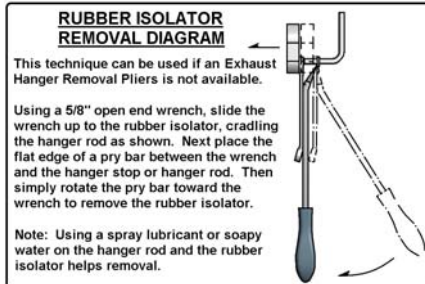 RUBBER ISOLATOR
REMOVAL DIAGRAM
This technique can be used if an Exhaust
Hanger Removal Pliers is not available.
Using a 5/8" open end wrench, slide the
wrench up to the rubber isolator, cradling
the hanger rod as shown. Next place the
flat edge of a pry bar between the wrench
and the hanger stop or hanger rod. Then
simply rotate the pry bar toward the
wrench to remove the rubber isolator.
Note: Using a spray lubricant or soapy
water on the hanger rod and the rubber
isolator helps removal.